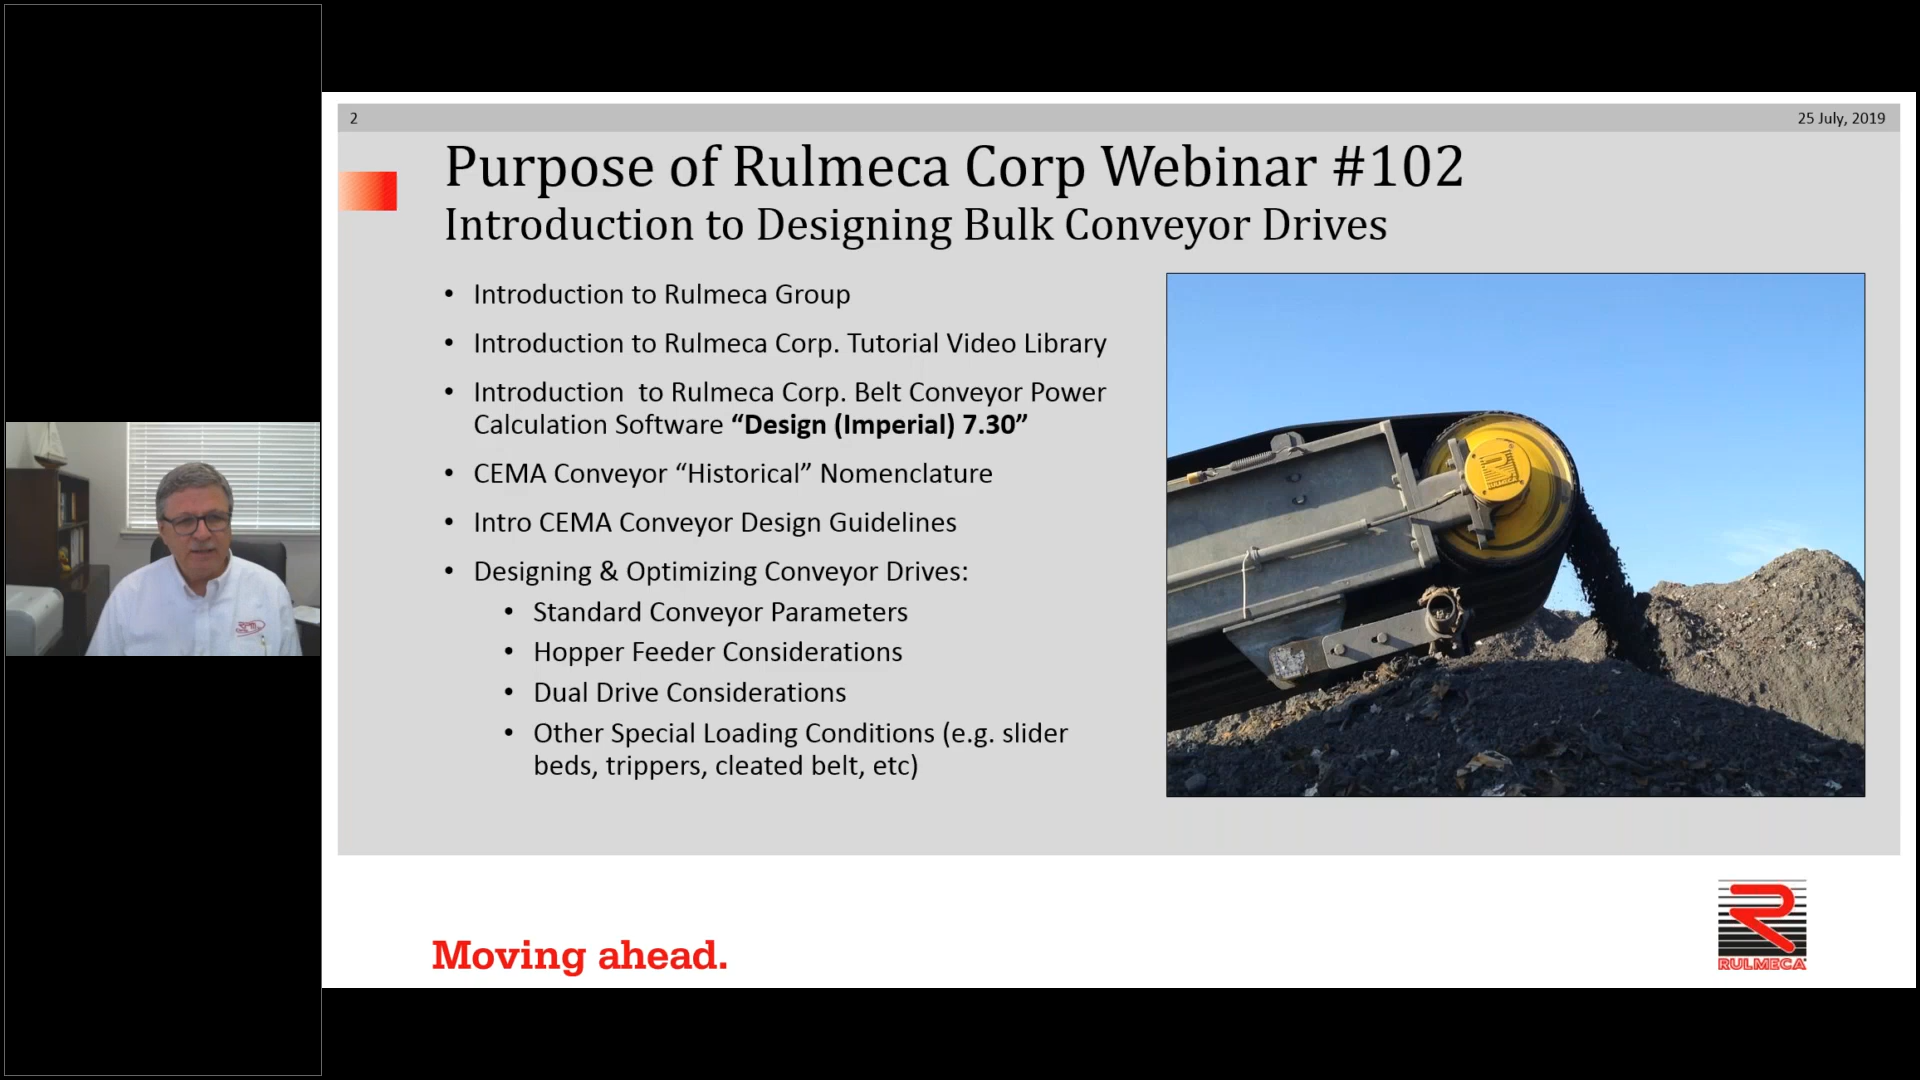 2
25 July, 2019
Purpose of Rulmeca Corp Webinar #102
Introduction to Designing Bulk Conveyor Drives
• Introduction to Rulmeca Group
• Introduction to Rulmeca Corp. Tutorial Video Library
• Introduction  to Rulmeca Corp. Belt Conveyor Power
Calculation Software “Design (Imperial) 7.30”
• CEMA Conveyor “Historical” Nomenclature
• Intro CEMA Conveyor Design Guidelines
• Designing & Optimizing Conveyor Drives:
• Standard Conveyor Parameters
• Hopper Feeder Considerations
• Dual Drive Considerations
• Other Special Loading Conditions (e.g. slider
beds, trippers, cleated belt, etc)
RULMECA
Moving ahead.
RULMECA